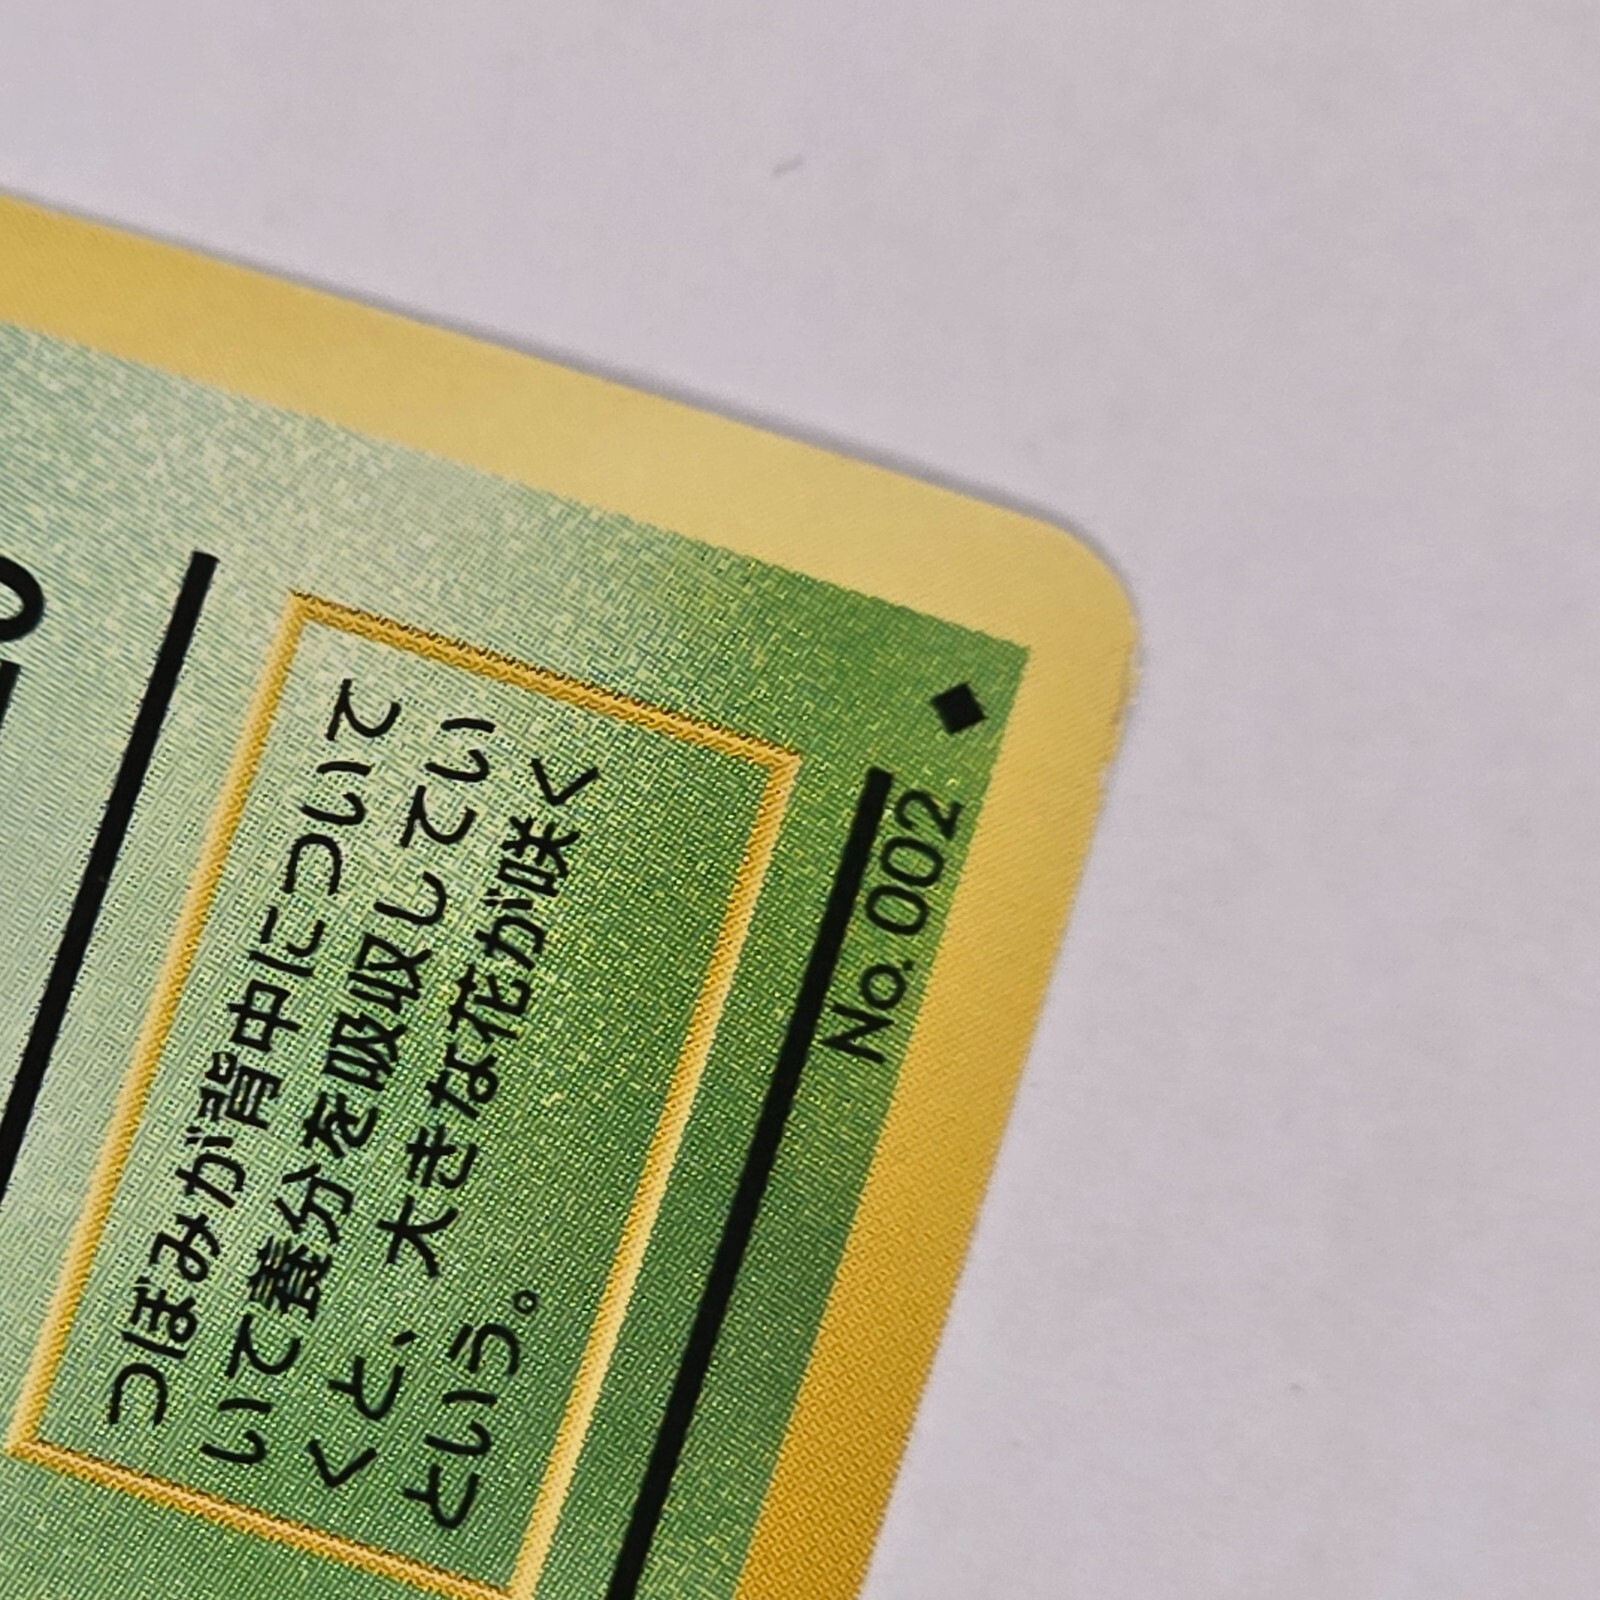 つぼみが背中について
いて養分を吸収してい
くと、大きな花が咲く
という。
No. 002